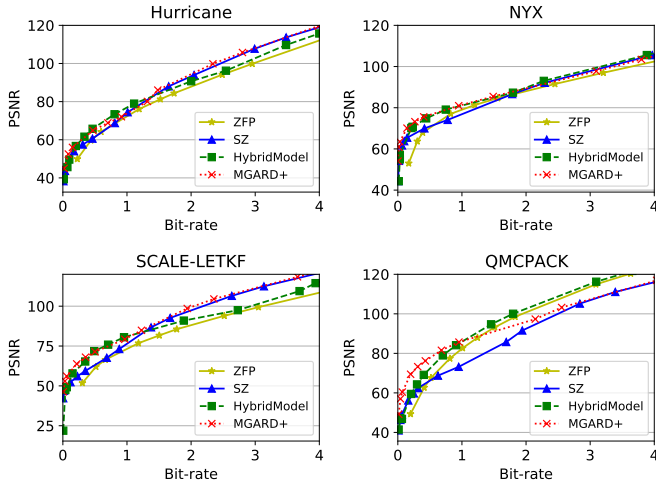 Hurricane
120
100
80
60
40
PSNR
0
1
2
3
4
Bit-rate
ZFP
SZ
HybridModel
MGARD+
NYX
120
100
80
60
40
PSNR
0
1
2
3
4
Bit-rate
ZFP
SZ
HybridModel
MGARD+
SCALE-LETKF
100
75
50
25
PSNR
0
1
2
3
4
Bit-rate
ZFP
SZ
HybridModel
MGARD+
QMCPACK
120
100
80
60
40
PSNR
0
1
2
3
4
Bit-rate
ZFP
SZ
HybridModel
MGARD+